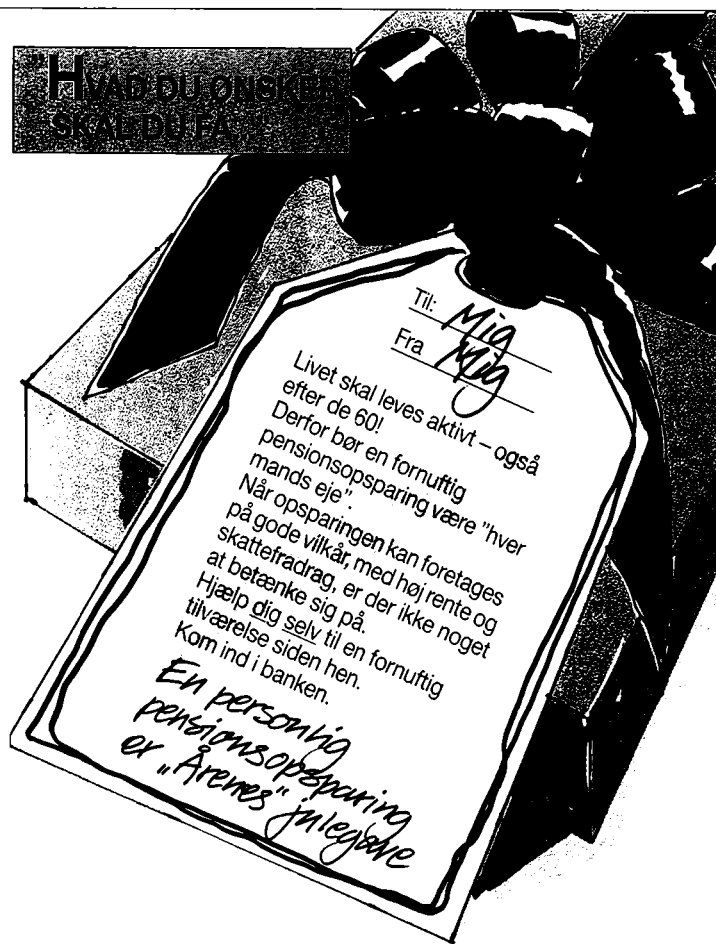 "HVAD DU ØNSKER
SKAL DU FÅ...
Til: Mig
Fra Mig
Livet skal leves aktivt – også
efter de 60!
Derfor bør en fornuftig
pensionsopsparing være "hver
mands eje".
Når opsparingen kan foretages
på gode vilkår, med høj rente og
skattefradrag, er der ikke noget
at betænke sig på.
Hjælp dig selv til en fornuftig
tilværelse siden hen.
Kom ind i banken.
En personlig
pensionsopsparing
er „Årenes" julegave